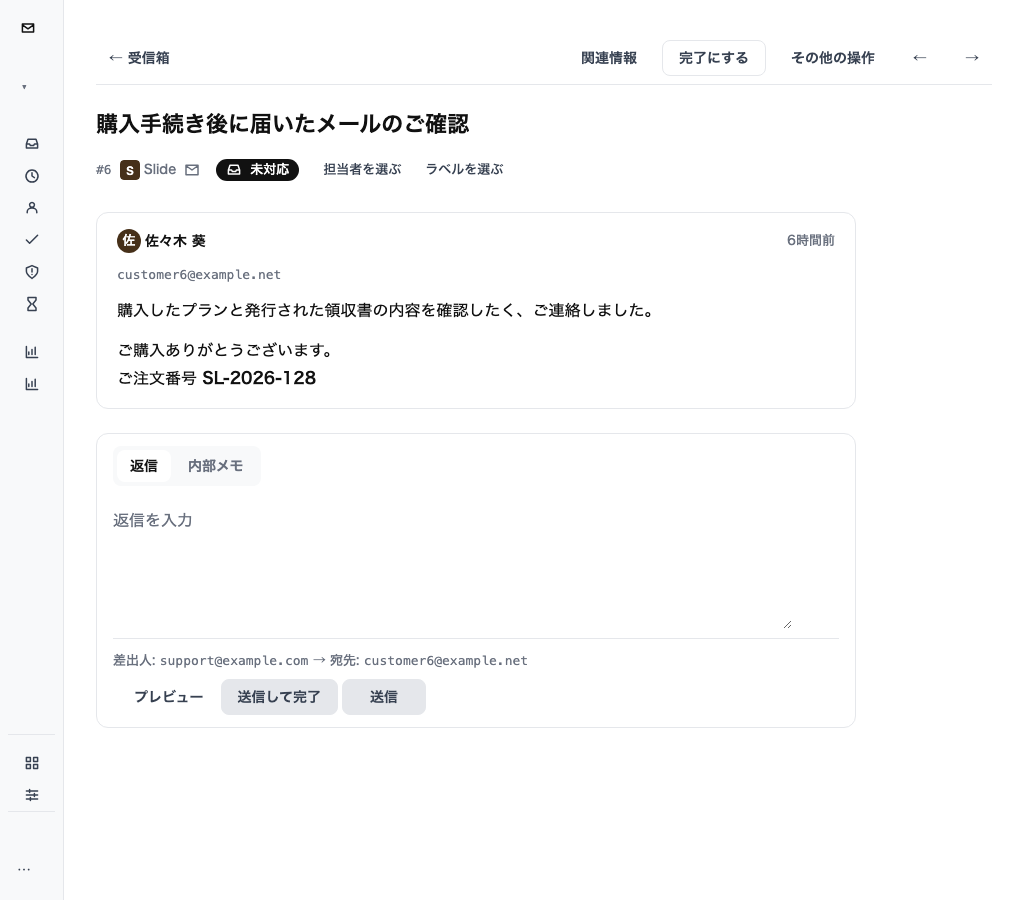 ← 受信箱 関連情報 完了にする その他の操作 ← →
購入手続き後に届いたメールのご確認
#6 S Slide 未対応 担当者を選ぶ ラベルを選ぶ
佐 佐々木 葵 6時間前
customer6@example.net
購入したプランと発行された領収書の内容を確認したく、ご連絡しました。
ご購入ありがとうございます。
ご注文番号 SL-2026-128
返信 内部メモ
返信を入力
差出人: support@example.com → 宛先: customer6@example.net
プレビュー 送信して完了 送信
…